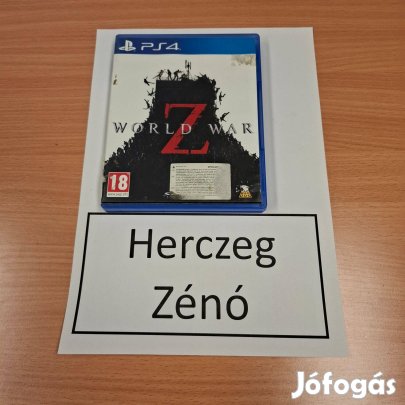 PS4
WORLD WAR
Z
18
Herczeg
Zénó
Jófogás